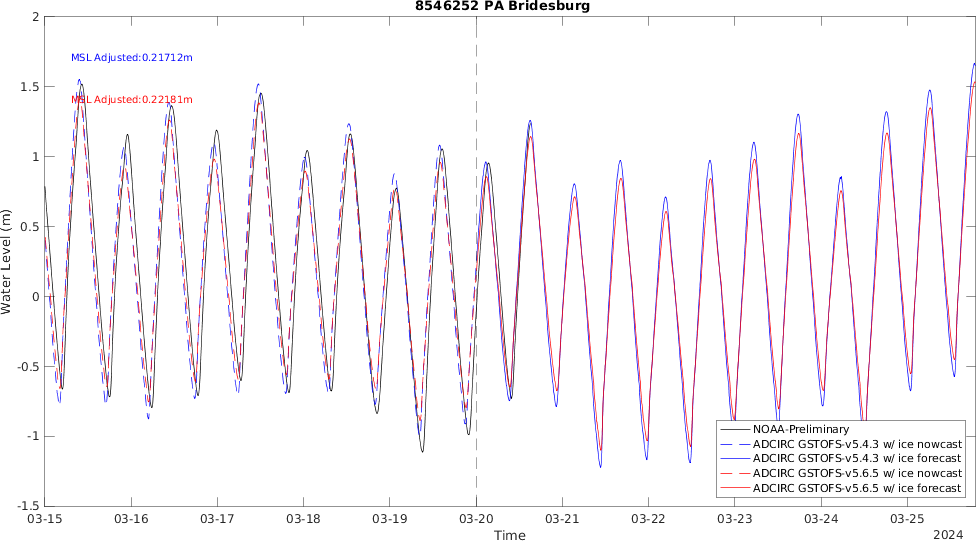 8546252 PA Bridesburg
2
MSL Adjusted:0.21712m
1.5
MSL Adjusted:0.22181m
1
0.5
Water Level (m)
0
-0.5
-1
NOAA-Preliminary
ADCIRC GSTOFS-v5.4.3 w/ ice nowcast
ADCIRC GSTOFS-v5.4.3 w/ ice forecast
ADCIRC GSTOFS-v5.6.5 w/ ice nowcast
ADCIRC GSTOFS-v5.6.5 w/ ice forecast
-1.5
03-15 03-16 03-17 03-18 03-19 03-20 03-21 03-22 03-23 03-24 03-25
Time
2024